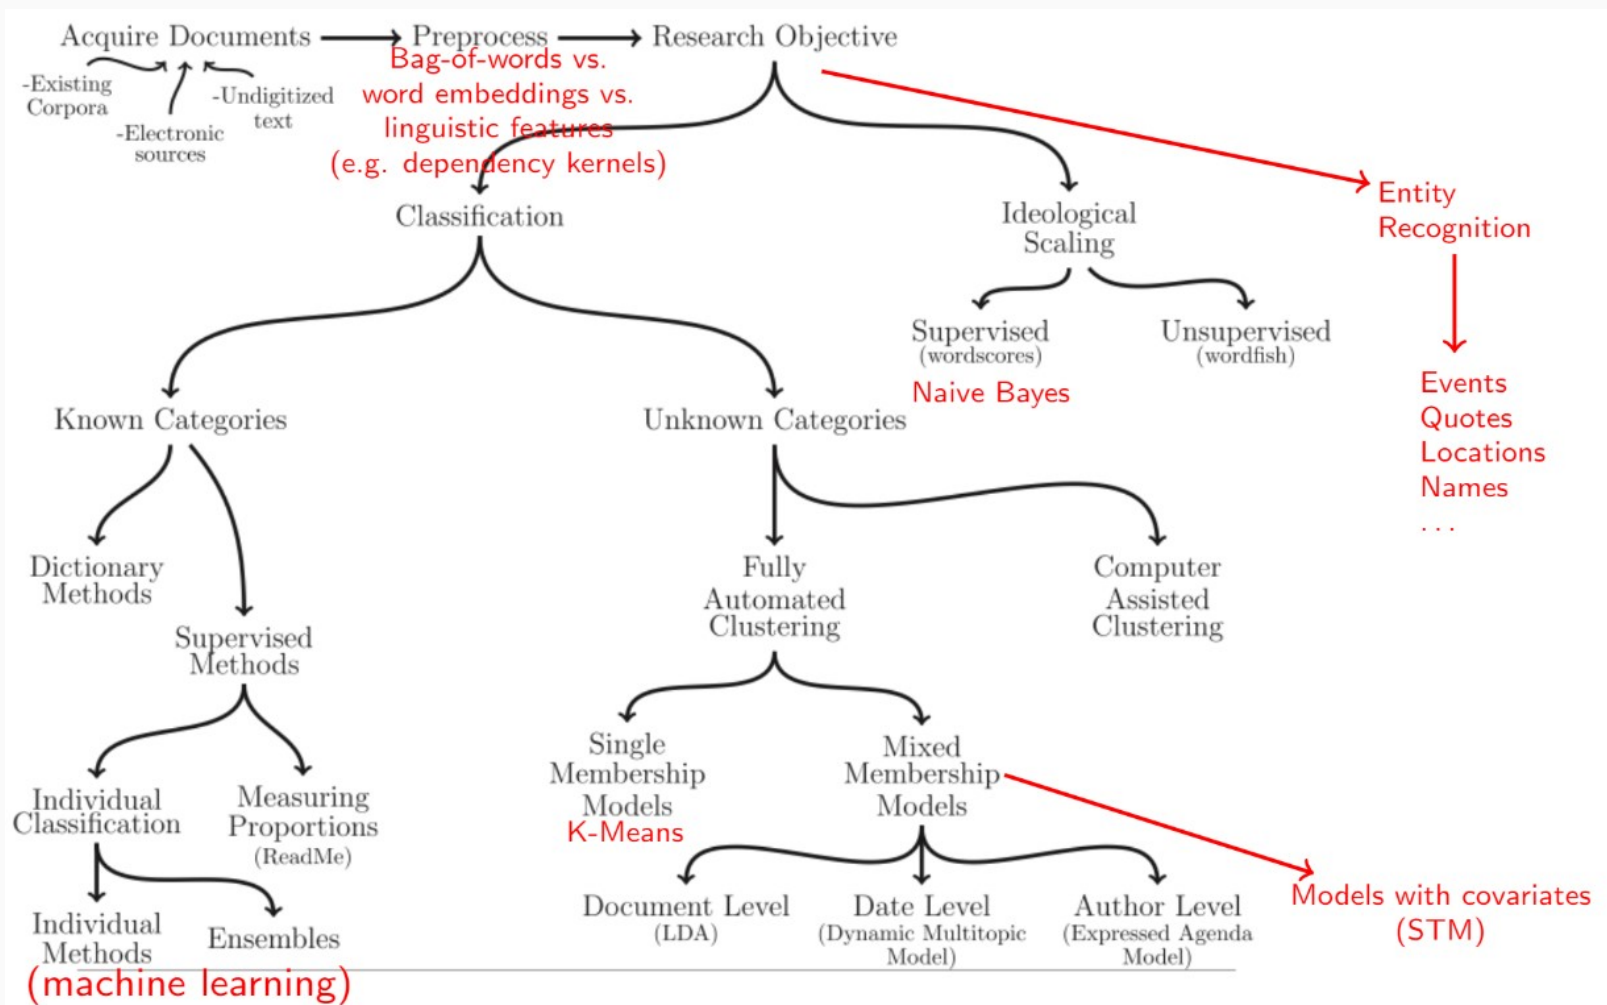 Acquire Documents
Preprocess
Research Objective
-Existing
Corpora
-Electronic
sources
-Undigitized
text
Bag-of-words vs.
word embeddings vs.
linguistic features
(e.g. dependency kernels)
Classification
Ideological
Scaling
Entity
Recognition
Supervised
(wordscores)
Naive Bayes
Unsupervised
(wordfish)
Events
Quotes
Locations
Names
...
Known Categories
Unknown Categories
Dictionary
Methods
Supervised
Methods
Fully
Automated
Clustering
Computer
Assisted
Clustering
Individual
Classification
Measuring
Proportions
(ReadMe)
Single
Membership
Models
K-Means
Mixed
Membership
Models
Individual
Methods
(machine learning)
Ensembles
Document Level
(LDA)
Date Level
(Dynamic Multitopic
Model)
Author Level
(Expressed Agenda
Model)
Models with covariates
(STM)